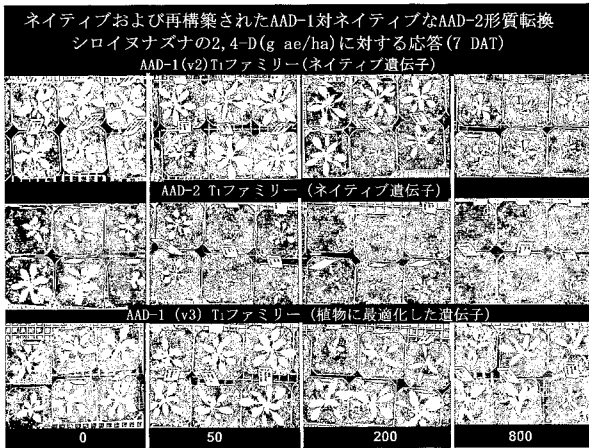 ネイティブおよび再構築されたAAD-1対ネイティブなAAD-2形質転換
シロイヌナズナの2,4-D(g ae/ha)に対する応答(7 DAT)
AAD-1(v2)T₁ファミリー(ネイティブ遺伝子)
AAD-2 T₁ファミリー (ネイティブ遺伝子)
AAD-1 (v3) T₁ファミリー (植物に最適化した遺伝子)
0 50 200 800